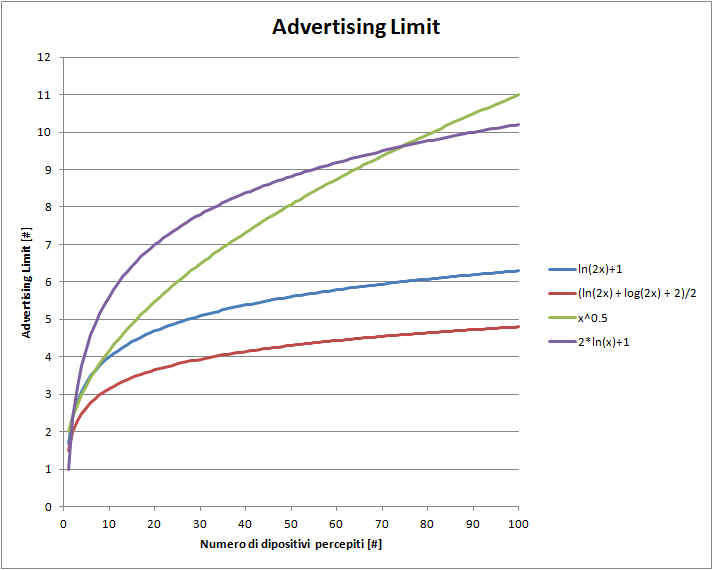 Advertising Limit
12
11
10
9
8
7
6
5
4
3
2
1
0
Advertising Limit [#]
0 10 20 30 40 50 60 70 80 90 100
Numero di dipositivi percepiti [#]
ln(2x)+1
(ln(2x) + log(2x) + 2)/2
x^0.5
2*ln(x)+1